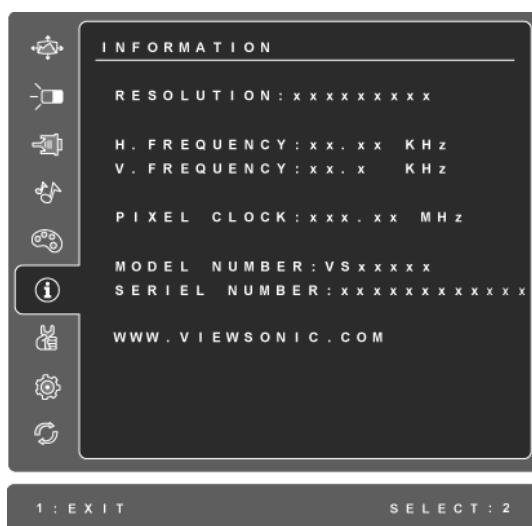 INFORMATION
RESOLUTION:xxxxxxxxx
H. FREQUENCY:xx.xx KHz
V. FREQUENCY:xx.x KHz
PIXEL CLOCK:xxx.xx MHz
MODEL NUMBER:VSxxxxx
SERIEL NUMBER:xxxxxxxxxxxx
WWW.VIEWSONIC.COM
1:EXIT SELECT:2